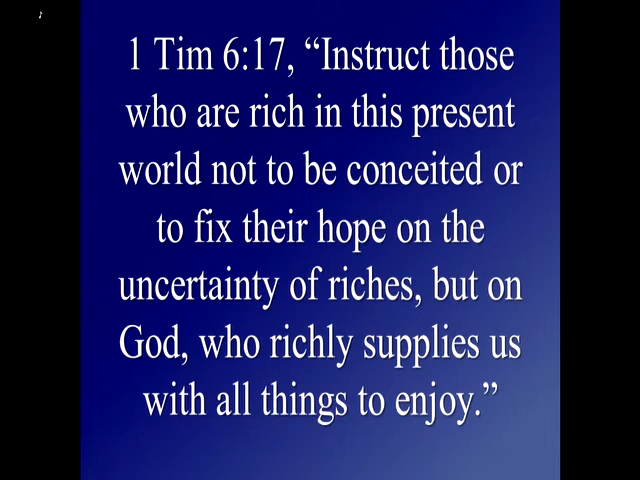 1 Tim 6:17, “Instruct those
who are rich in this present
world not to be conceited or
to fix their hope on the
uncertainty of riches, but on
God, who richly supplies us
with all things to enjoy.”